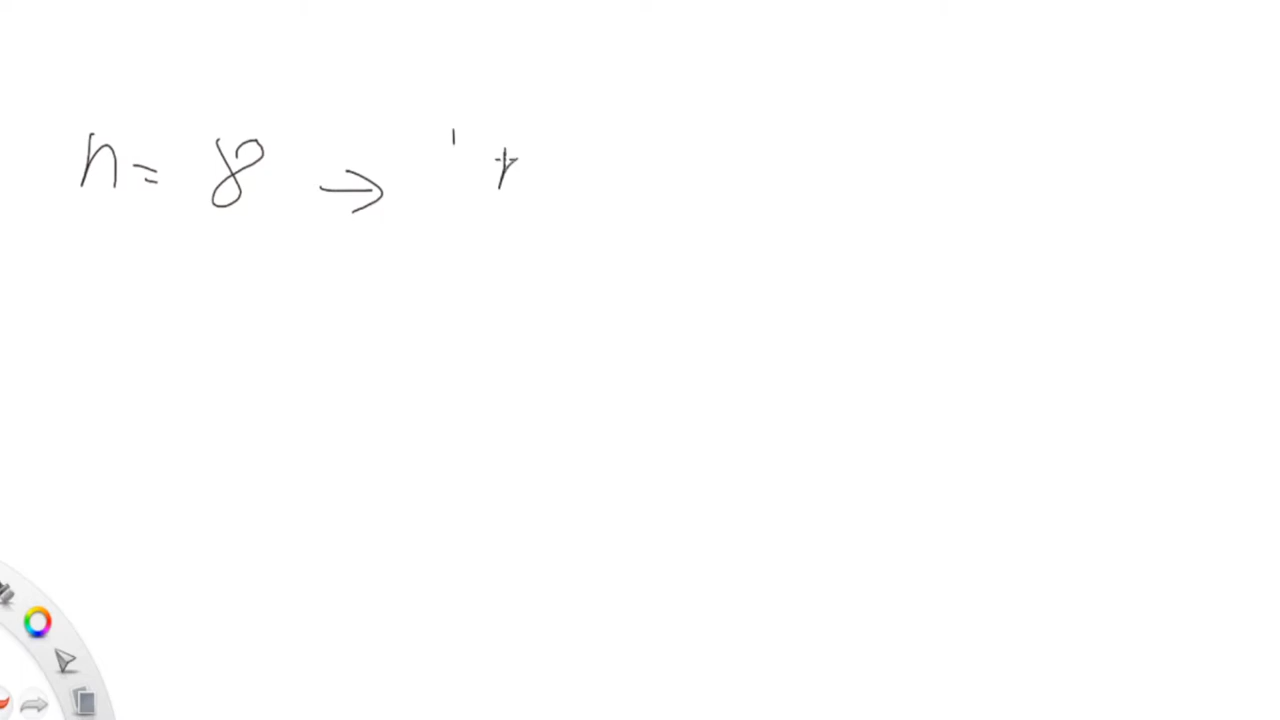 n = 8 → ' t